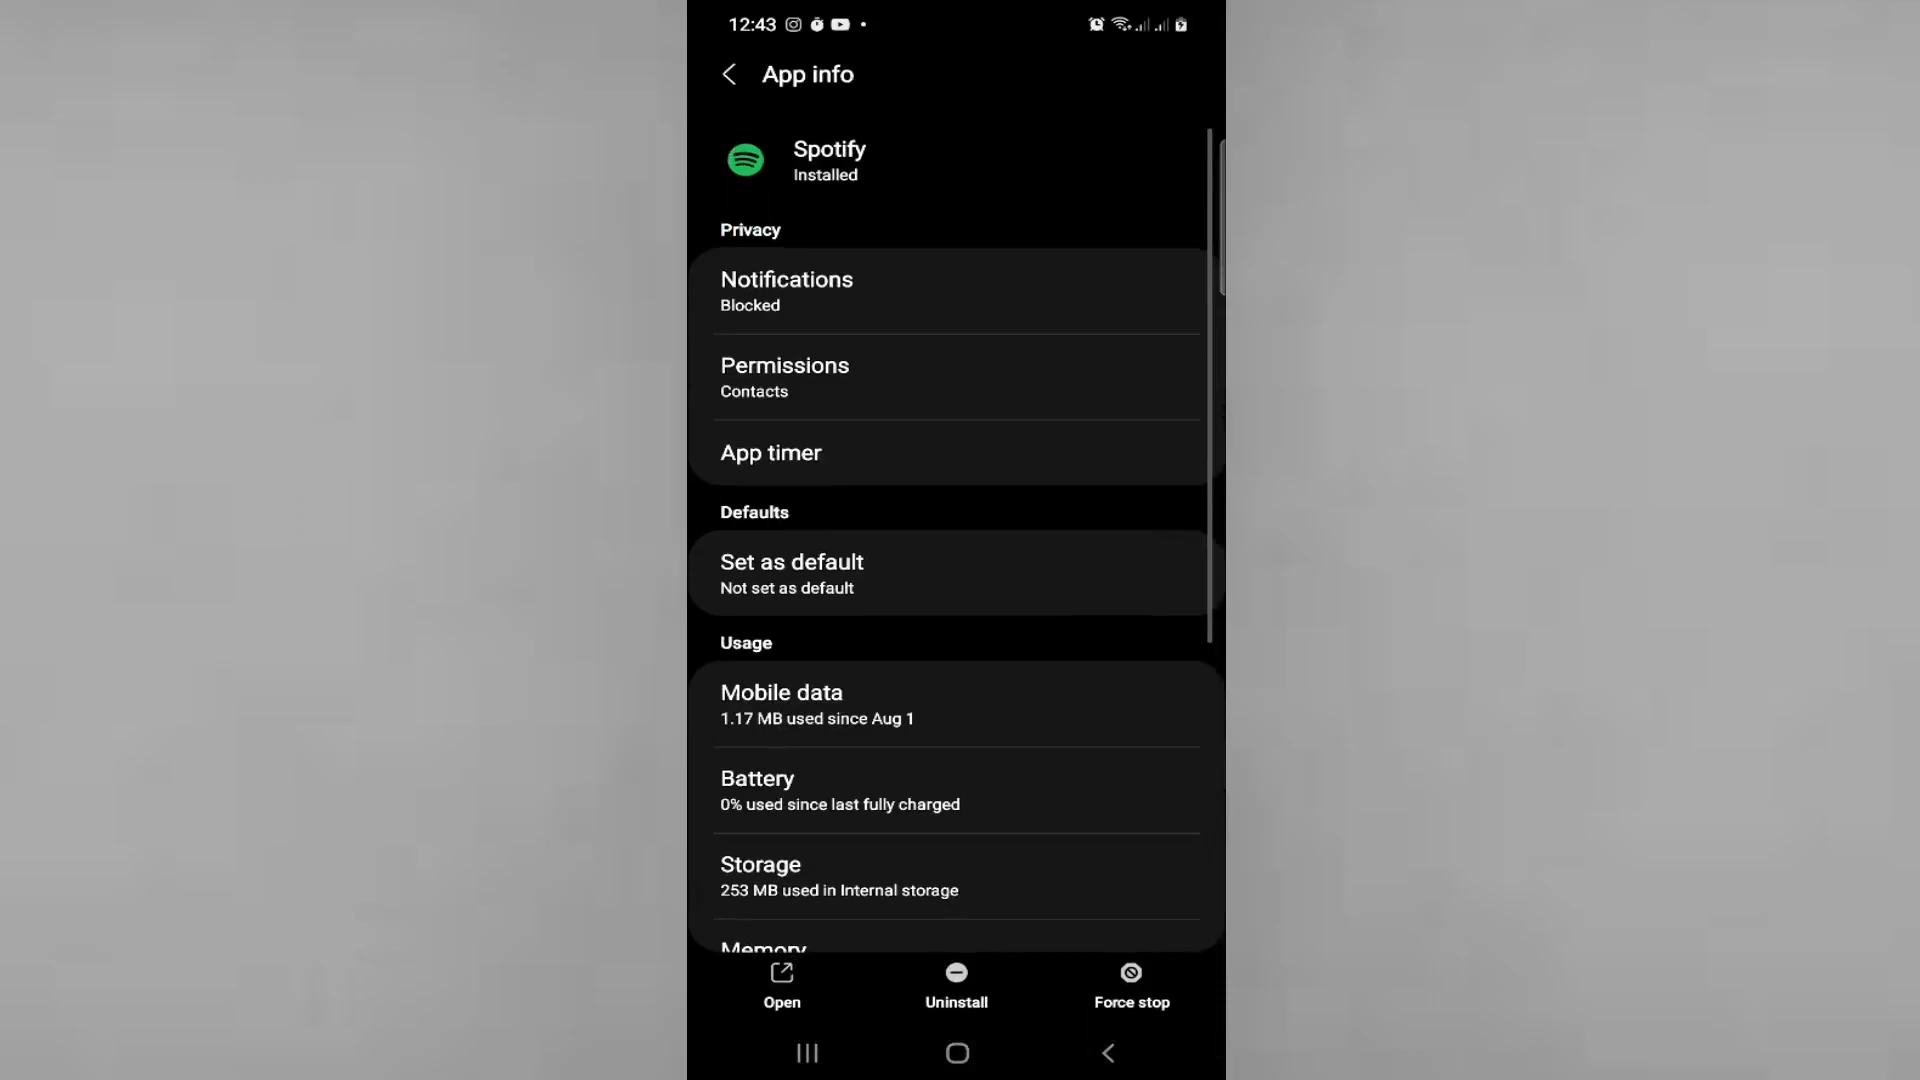 12:43
App info
Spotify
Installed
Privacy
Notifications
Blocked
Permissions
Contacts
App timer
Defaults
Set as default
Not set as default
Usage
Mobile data
1.17 MB used since Aug 1
Battery
0% used since last fully charged
Storage
253 MB used in Internal storage
Memory
Open
Uninstall
Force stop